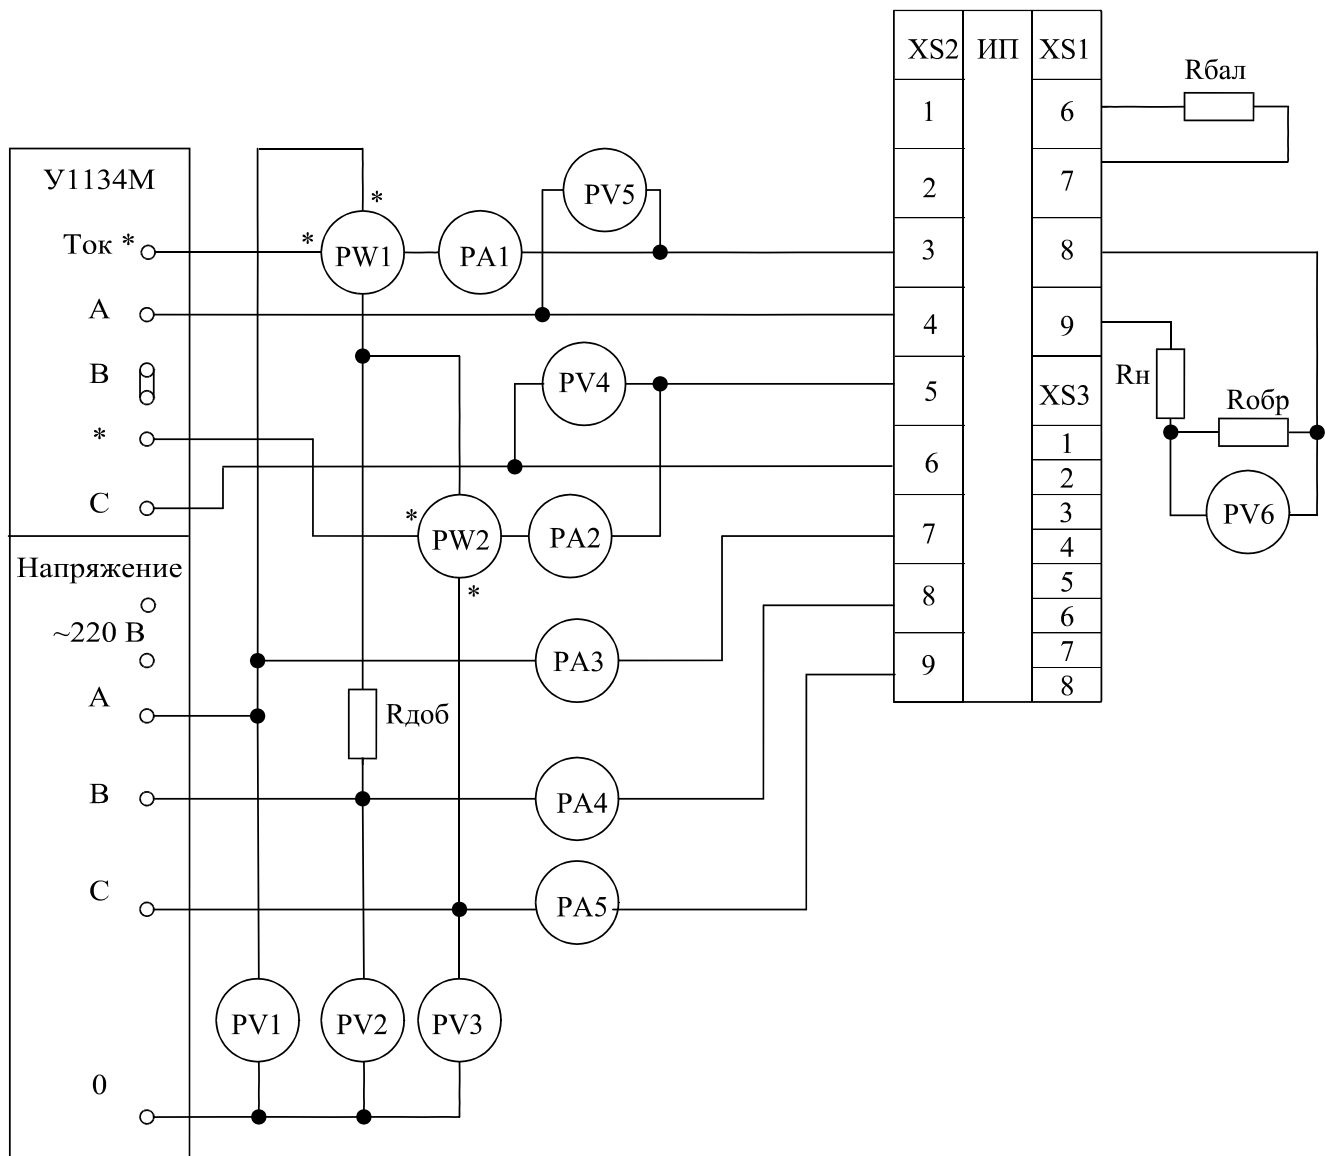 XS2 ИП XS1
Rбал
1 6
У1134М
PV5
2 7
*
Ток * * PW1 PA1 3 8
A
4 9
B
PV4
5
Rн
XS3
Rобр
*
1
6
2
C
3
* PW2 PA2
7
PV6
4
Напряжение
*
8
5
6
~220 В
PA3
9
7
8
A
Rдоб
B
PA4
C
PA5
PV1 PV2 PV3
0